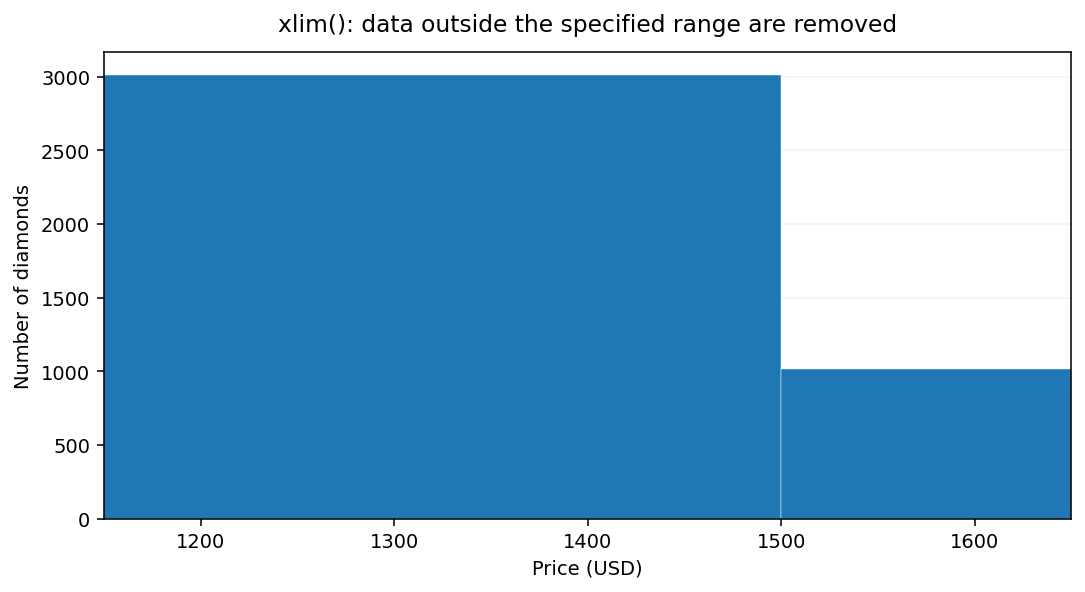 xlim(): data outside the specified range are removed
Number of diamonds
3000
2500
2000
1500
1000
500
0
1200 1300 1400 1500 1600
Price (USD)